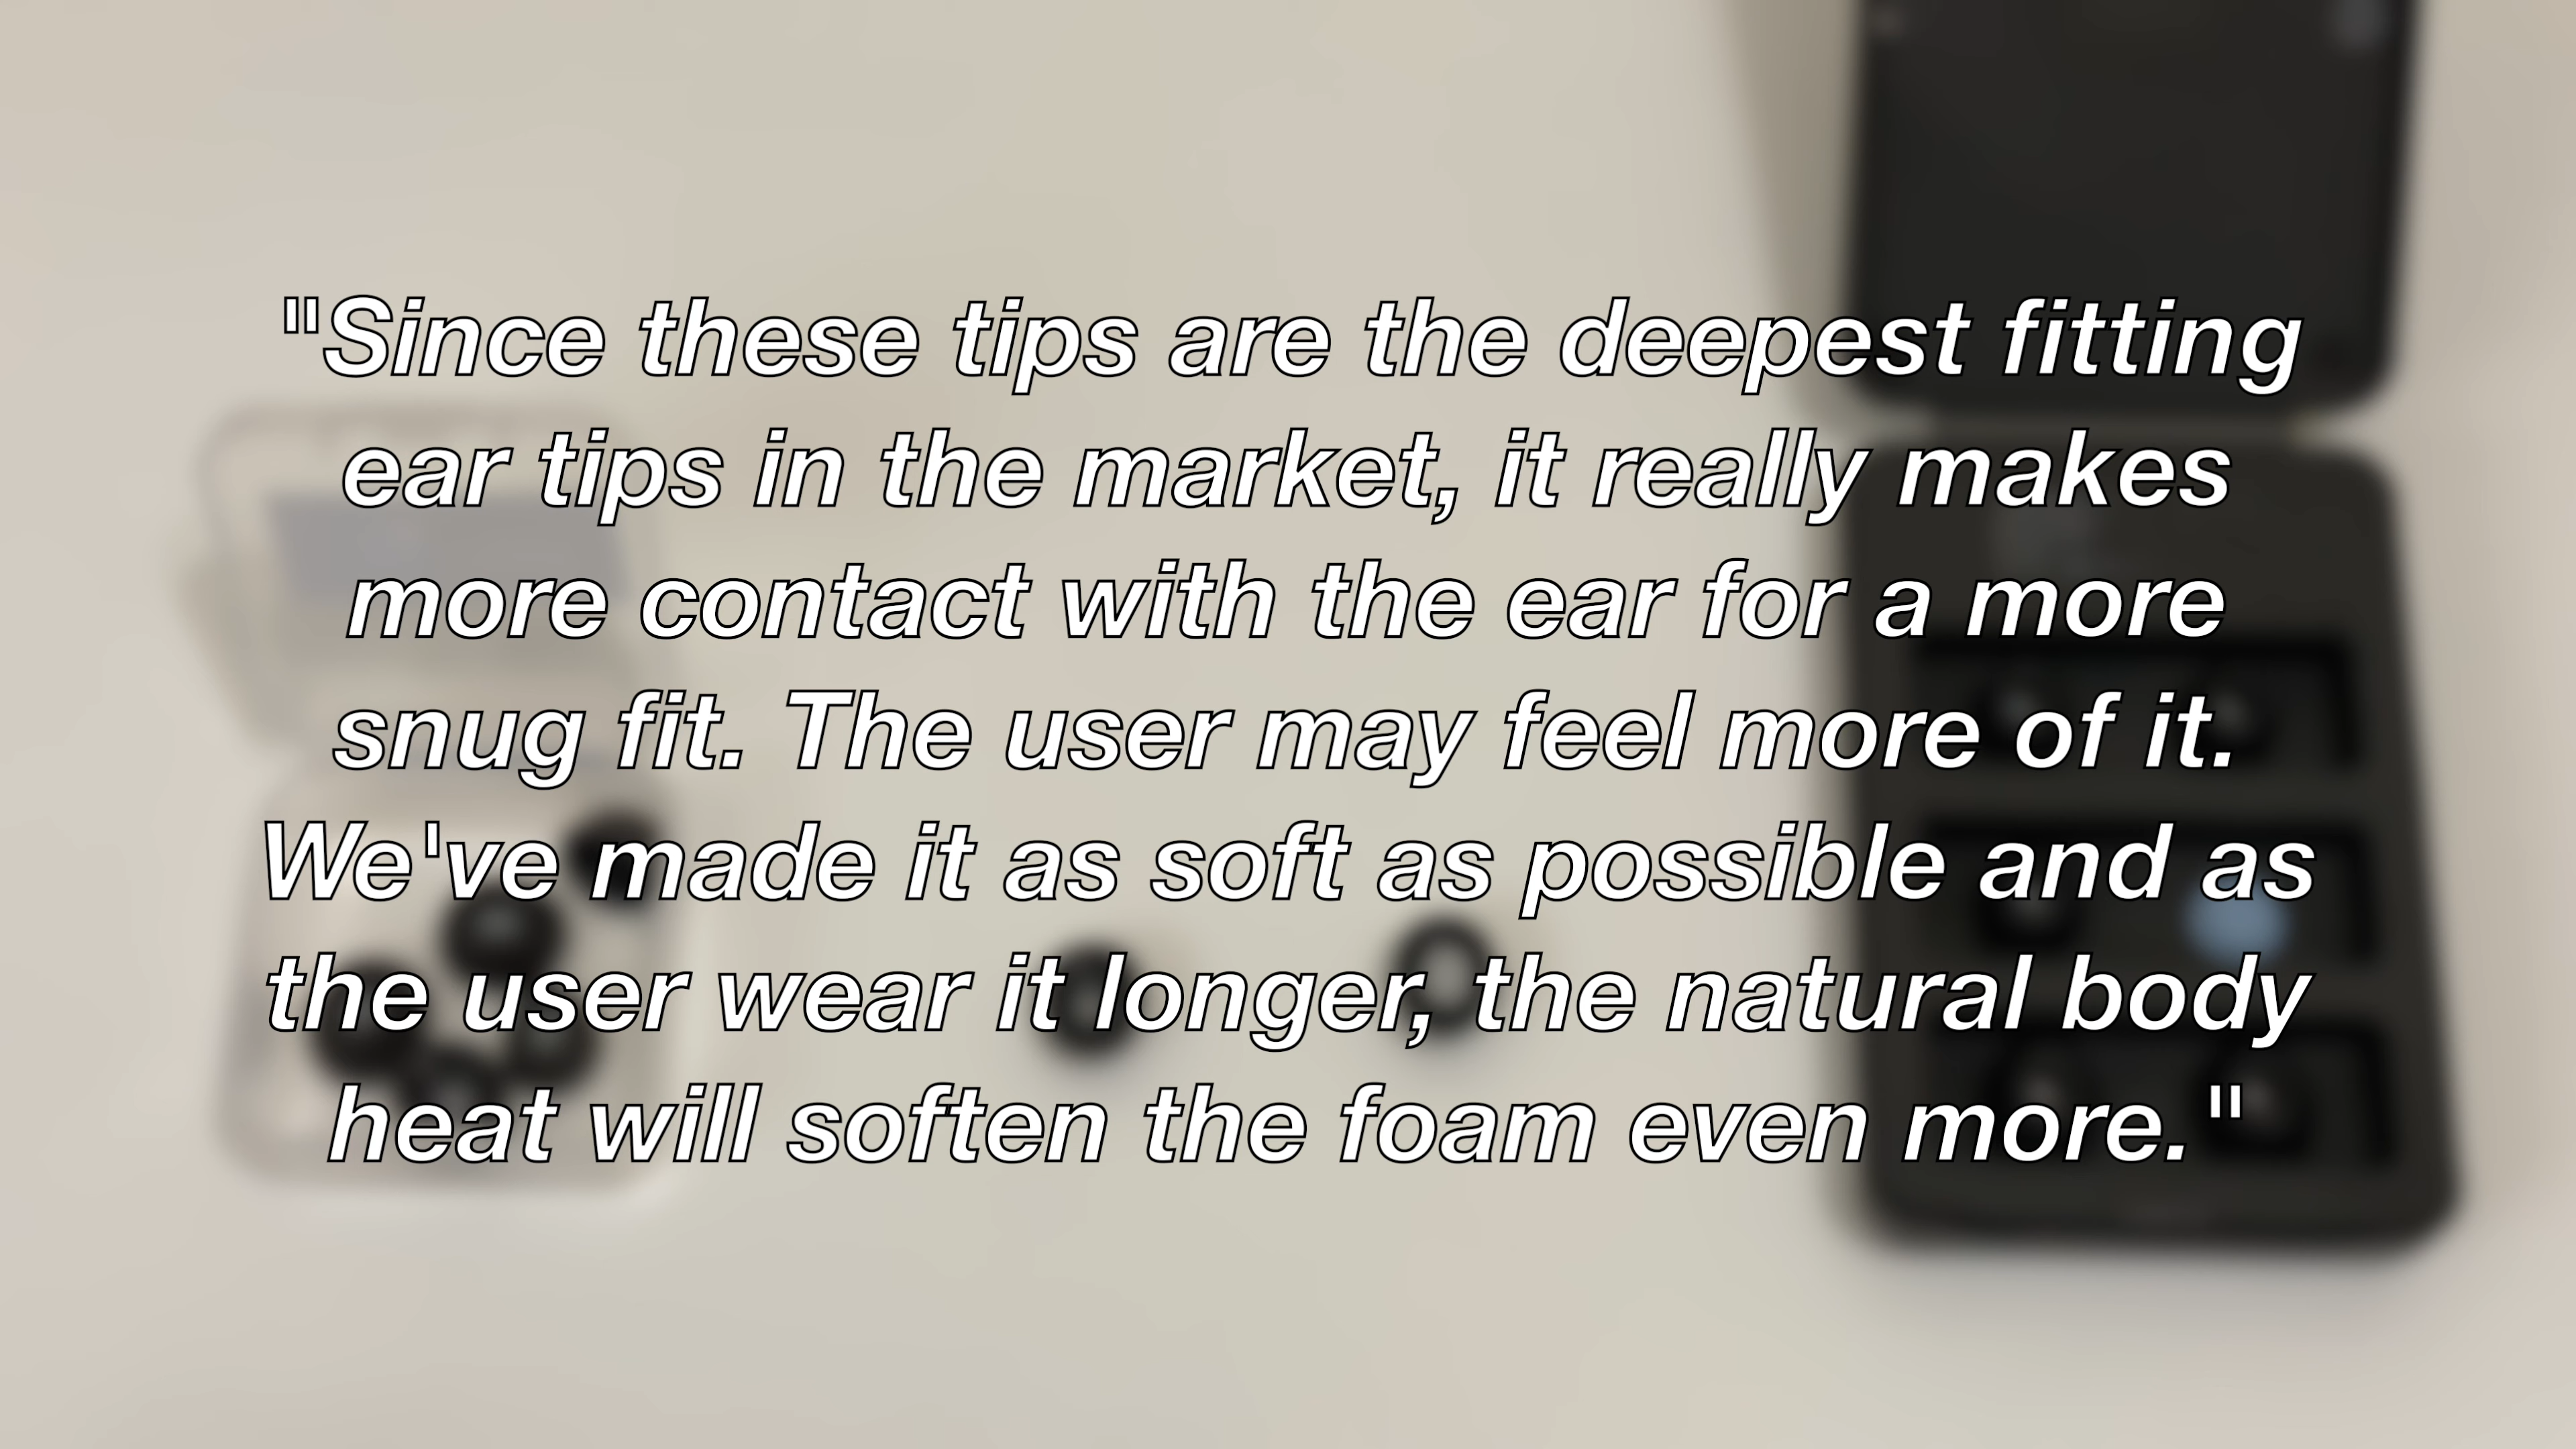 "Since these tips are the deepest fitting
ear tips in the market, it really makes
more contact with the ear for a more
snug fit. The user may feel more of it.
We've made it as soft as possible and as
the user wear it longer, the natural body
heat will soften the foam even more."